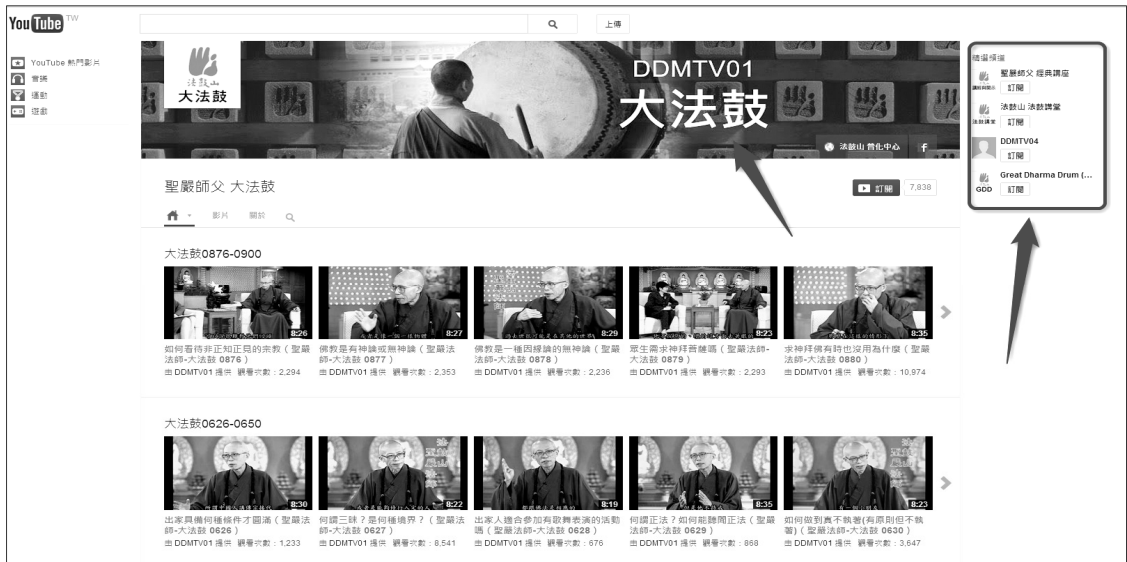 You Tube TW
上傳
YouTube 熱門影片
音樂
運動
遊戲
法鼓山
大法鼓
DDMTV01
大法鼓
法鼓山 普化中心
f
精選頻道
聖嚴師父 經典講座
訂閱
法鼓山 法鼓講堂
法鼓講堂
訂閱
DDMTV04
訂閱
Great Dharma Drum (...
GDD
訂閱
聖嚴師父 大法鼓
訂閱
7,838
影片
關於
大法鼓0876-0900
8:26
8:27
8:29
8:23
8:35
如何看待非正知正見的宗教 ( 聖嚴
法師-大法鼓 0876 )
由 DDMTV01 提供 觀看次數：2,294
佛教是有神論或無神論 ( 聖嚴法
師-大法鼓 0877 )
由 DDMTV01 提供 觀看次數：2,353
佛教是一種因緣論的無神論 ( 聖嚴
法師-大法鼓 0878 )
由 DDMTV01 提供 觀看次數：2,236
眾生需求神拜菩薩嗎 ( 聖嚴法師-
大法鼓 0879 )
由 DDMTV01 提供 觀看次數：2,293
求神拜佛有時也沒用為什麼 ( 聖嚴
法師-大法鼓 0880 )
由 DDMTV01 提供 觀看次數：10,974
大法鼓0626-0650
8:30
8:22
8:19
8:35
8:23
出家具備何種條件才圓滿 ( 聖嚴法
師-大法鼓 0626 )
由 DDMTV01 提供 觀看次數：1,233
何謂三昧？是何種境界？ ( 聖嚴法
師-大法鼓 0627 )
由 DDMTV01 提供 觀看次數：8,541
出家人適合參加有歌舞表演的活動
嗎 ( 聖嚴法師-大法鼓 0628 )
由 DDMTV01 提供 觀看次數：676
何謂正法？如何能聽聞正法 ( 聖嚴
法師-大法鼓 0629 )
由 DDMTV01 提供 觀看次數：868
如何做到真不執著(有原則但不執
著) ( 聖嚴法師-大法鼓 0630 )
由 DDMTV01 提供 觀看次數：3,647